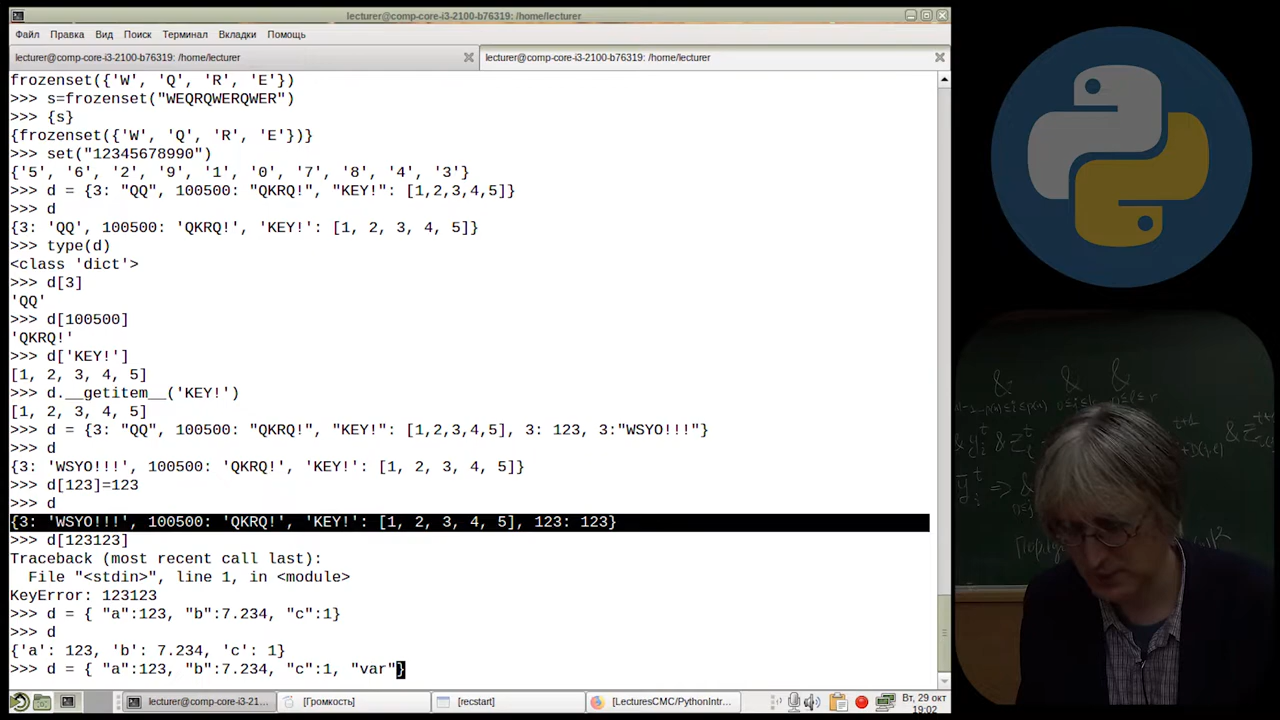 lecturer@comp-core-i3-2100-b76319: /home/lecturer
Файл Правка Вид Поиск Терминал Вкладки Помощь
lecturer@comp-core-i3-2100-b76319: /home/lecturer lecturer@comp-core-i3-2100-b76319: /home/lecturer
frozenset({'W', 'Q', 'R', 'E'})
>>> s=frozenset("WEQRQWERQWER")
>>> {s}
{frozenset({'W', 'Q', 'R', 'E'})}
>>> set("12345678990")
{'5', '6', '2', '9', '1', '0', '7', '8', '4', '3'}
>>> d = {3: "QQ", 100500: "QKRQ!", "KEY!": [1,2,3,4,5]}
>>> d
{3: 'QQ', 100500: 'QKRQ!', 'KEY!': [1, 2, 3, 4, 5]}
>>> type(d)
<class 'dict'>
>>> d[3]
'QQ'
>>> d[100500]
'QKRQ!'
>>> d['KEY!']
[1, 2, 3, 4, 5]
>>> d.__getitem__('KEY!')
[1, 2, 3, 4, 5]
>>> d = {3: "QQ", 100500: "QKRQ!", "KEY!": [1,2,3,4,5], 3: 123, 3:"WSYO!!!"}
>>> d
{3: 'WSYO!!!', 100500: 'QKRQ!', 'KEY!': [1, 2, 3, 4, 5]}
>>> d[123]=123
>>> d
{3: 'WSYO!!!', 100500: 'QKRQ!', 'KEY!': [1, 2, 3, 4, 5], 123: 123}
>>> d[123123]
Traceback (most recent call last):
File "<stdin>", line 1, in <module>
KeyError: 123123
>>> d = { "a":123, "b":7.234, "c":1}
>>> d
{'a': 123, 'b': 7.234, 'c': 1}
>>> d = { "a":123, "b":7.234, "c":1, "var"}
lecturer@comp-core-i3-21... [Громкость] [recstart] [LecturesCMC/PythonIntr... Вт, 29 окт
19:02